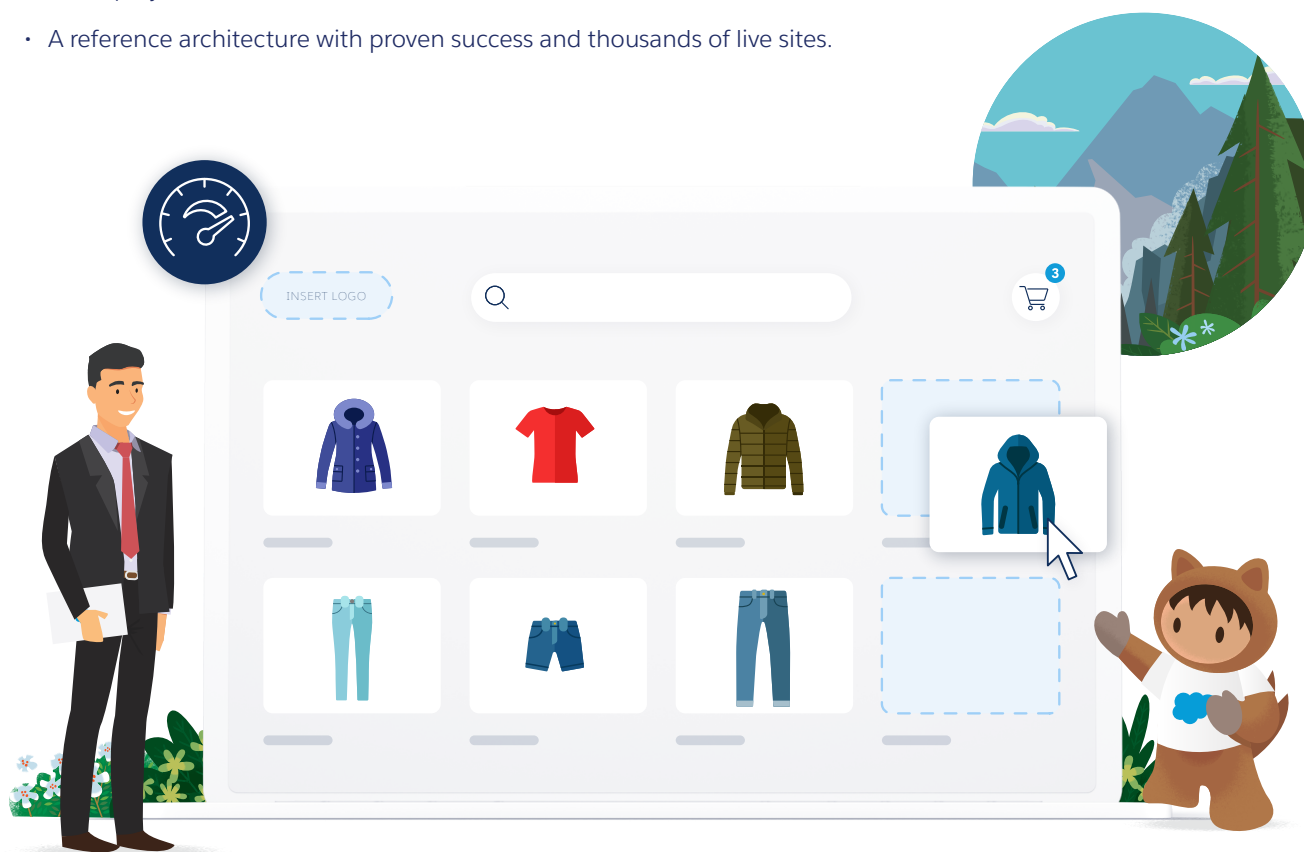 • A reference architecture with proven success and thousands of live sites.
3
INSERT LOGO